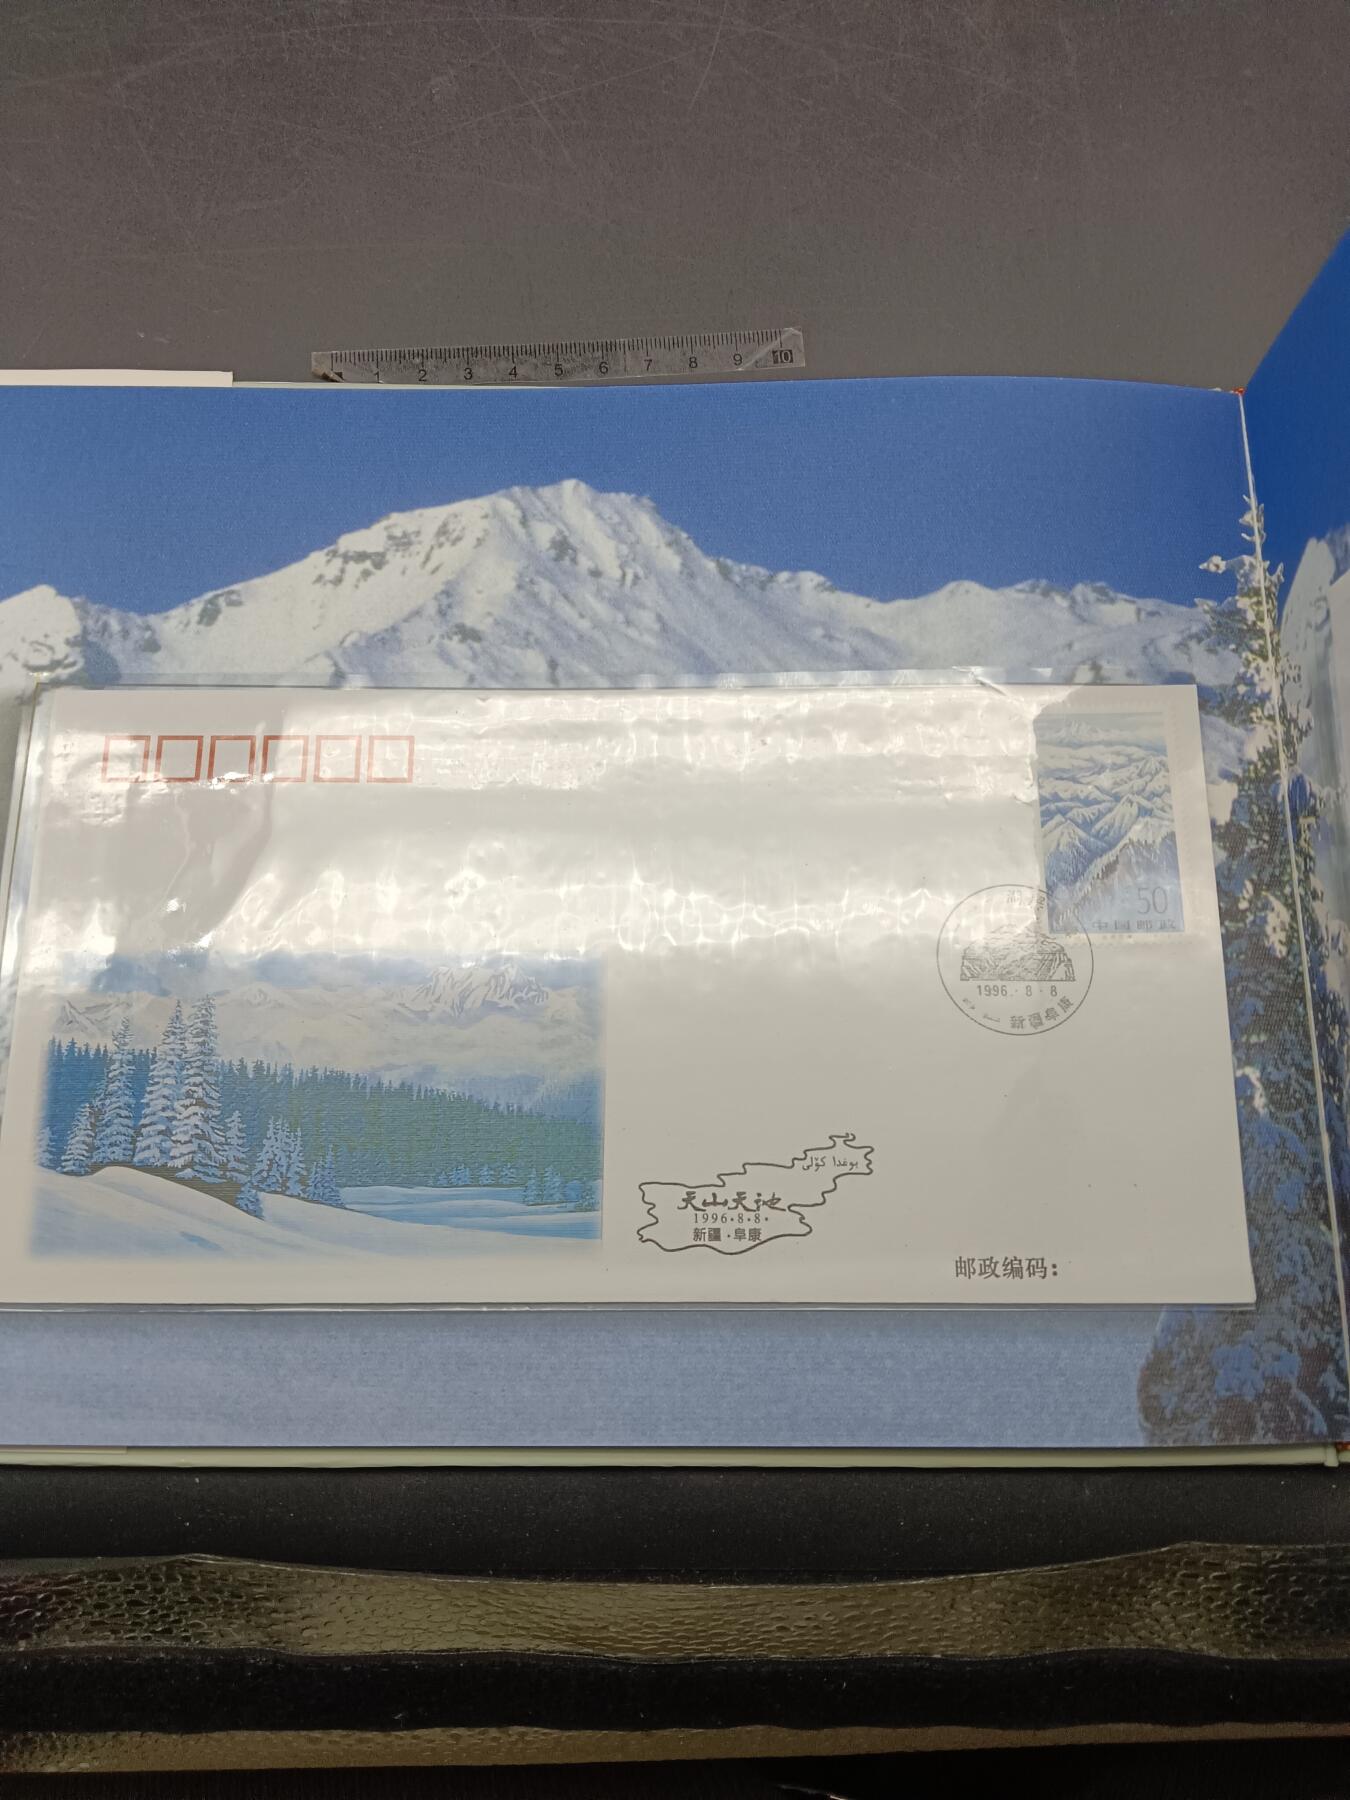 1 2 3 4 5 6 7 8 9 10
50
中国邮政
1996·8·8
新疆阜康
بوغدا كۆلى
天山天池
1996·8·8·
新疆·阜康
邮政编码：